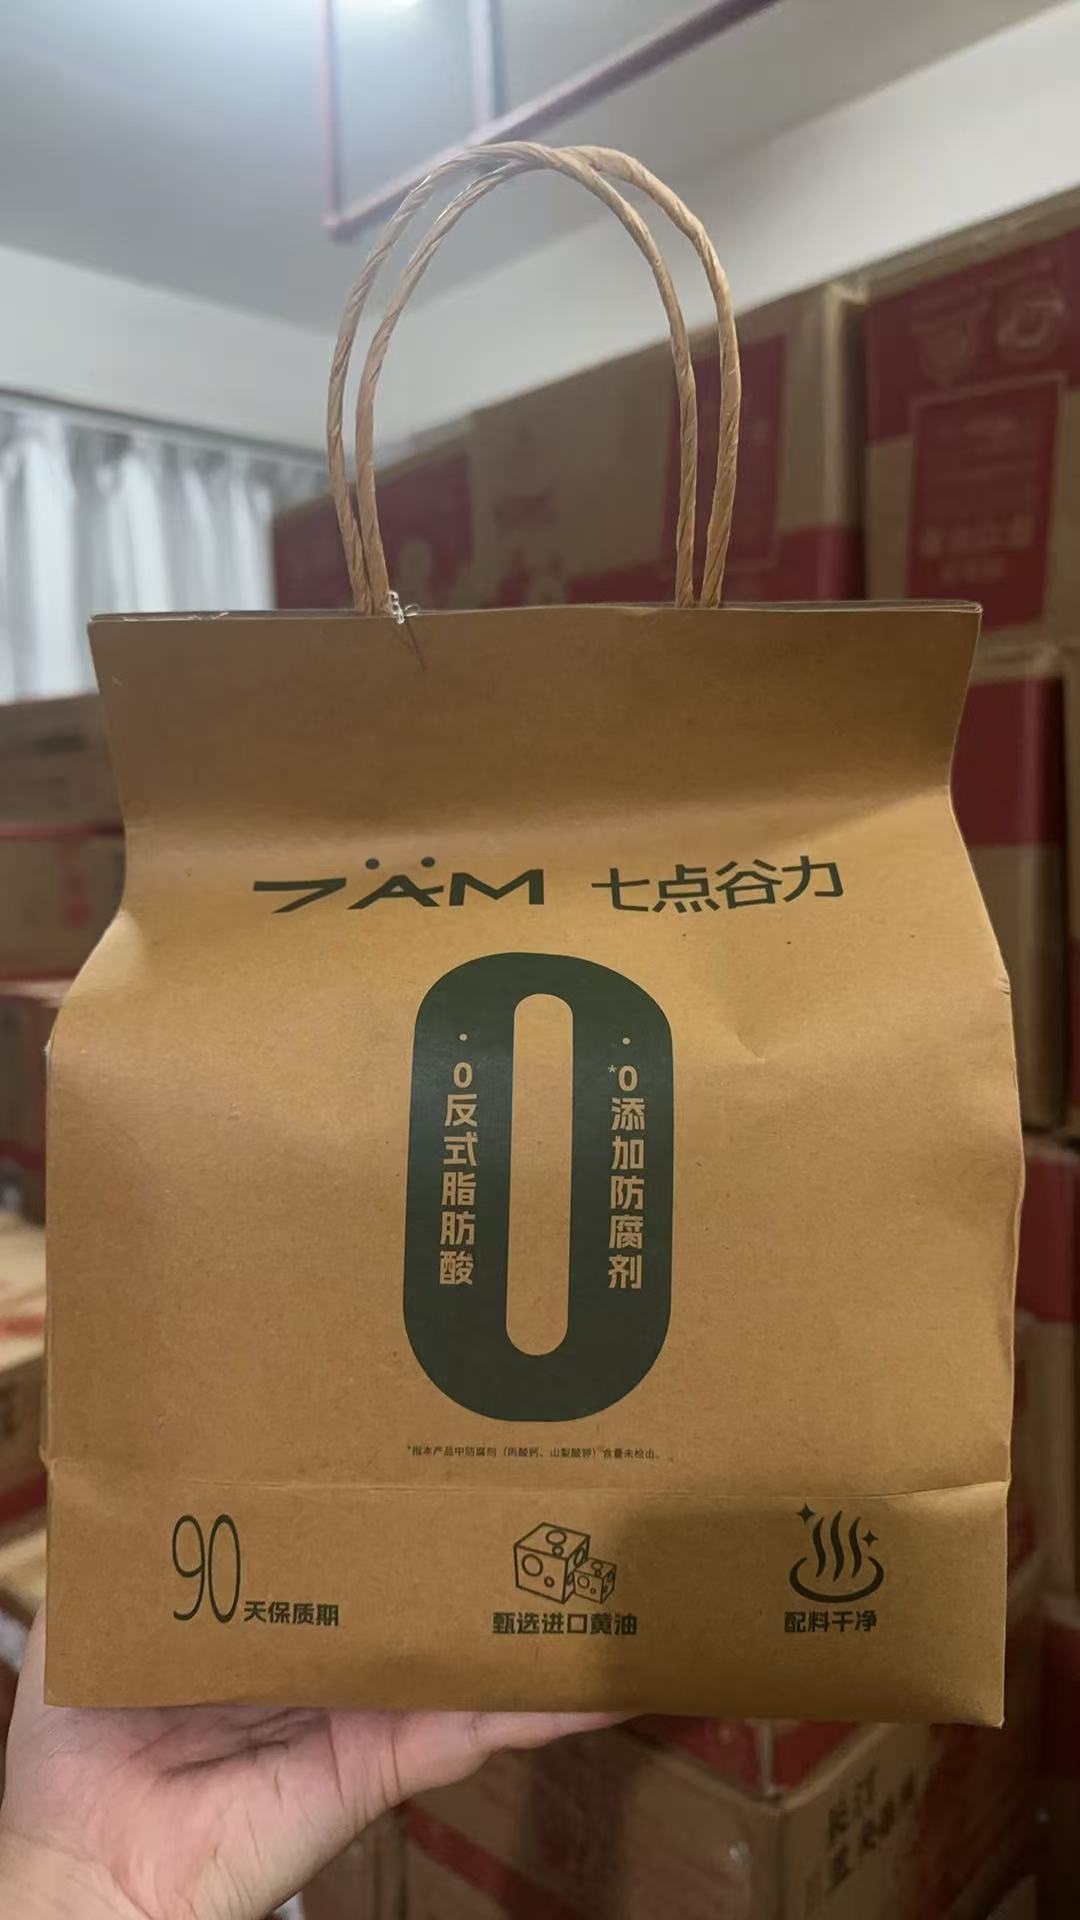 7AM 七点谷力
0反式脂肪酸
*0添加防腐剂
*指本产品中防腐剂（丙酸钙、山梨酸钾）含量未检出。
90天保质期
甄选进口黄油
配料干净